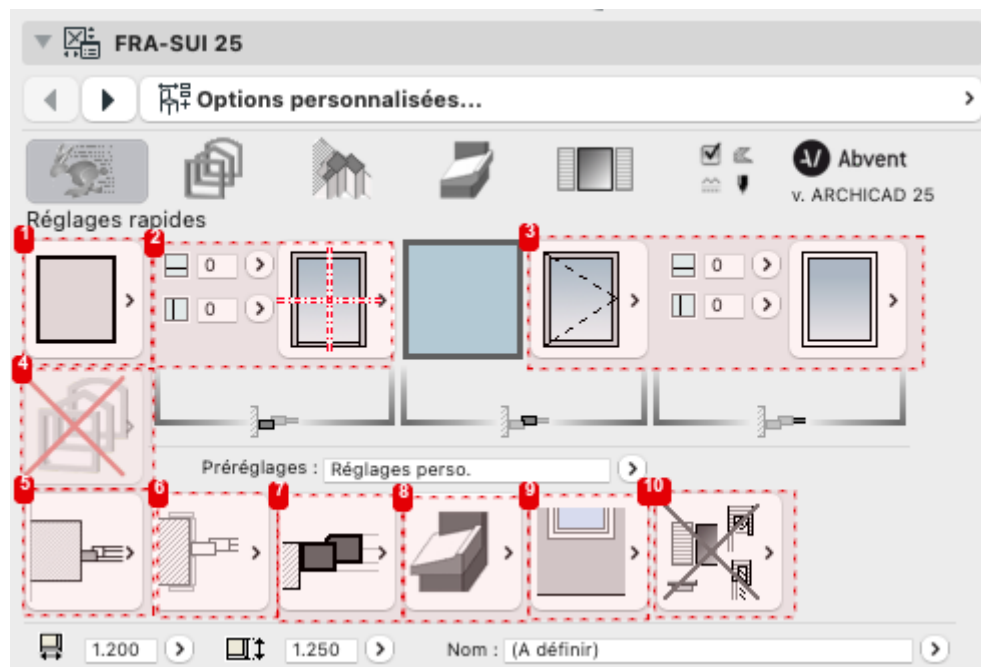 FRA-SUI 25
Options personnalisées...
Abvent
v. ARCHICAD 25
Réglages rapides
1
2
3
0
0
0
0
4
Préréglages : Réglages perso.
5
6
7
8
9
10
1.200
1.250
Nom : (A définir)